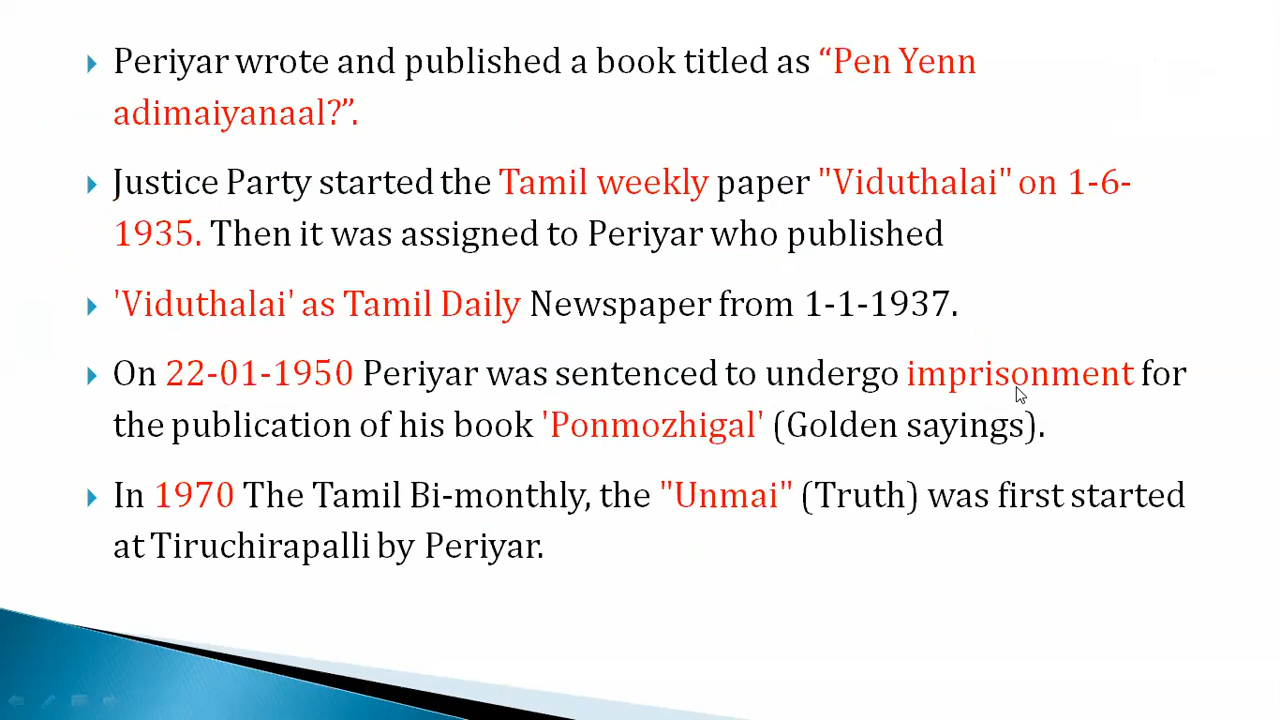 Periyar wrote and published a book titled as “Pen Yenn
adimaiyanaal?”.
Justice Party started the Tamil weekly paper "Viduthalai" on 1-6-
1935. Then it was assigned to Periyar who published
'Viduthalai' as Tamil Daily Newspaper from 1-1-1937.
On 22-01-1950 Periyar was sentenced to undergo imprisonment for
the publication of his book 'Ponmozhigal' (Golden sayings).
In 1970 The Tamil Bi-monthly, the "Unmai" (Truth) was first started
at Tiruchirapalli by Periyar.